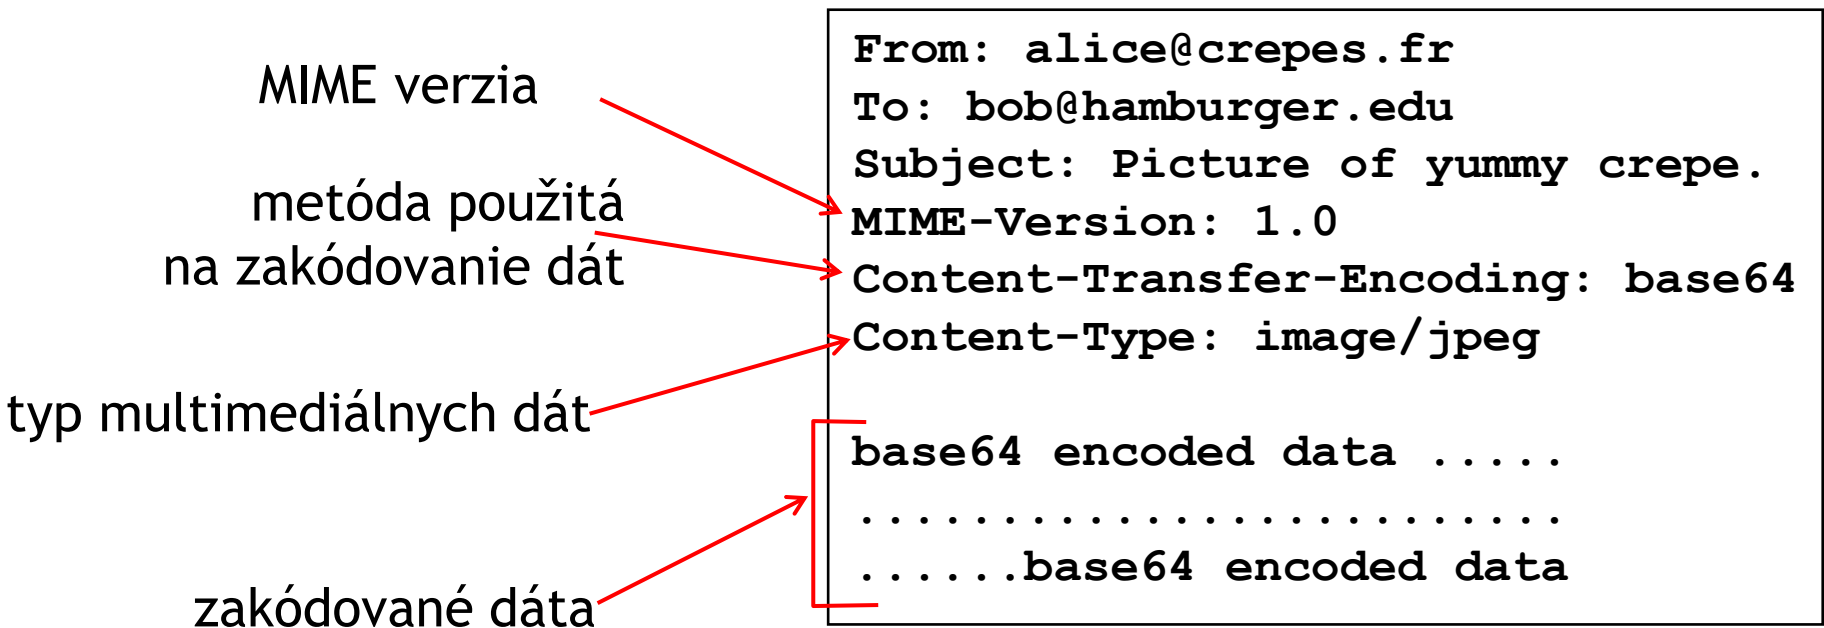 MIME verzia
metóda použitá
na zakódovanie dát
typ multimediálnych dát
zakódované dáta
From: alice@crepes.fr
To: bob@hamburger.edu
Subject: Picture of yummy crepe.
MIME-Version: 1.0
Content-Transfer-Encoding: base64
Content-Type: image/jpeg
base64 encoded data .....
.........................
......base64 encoded data